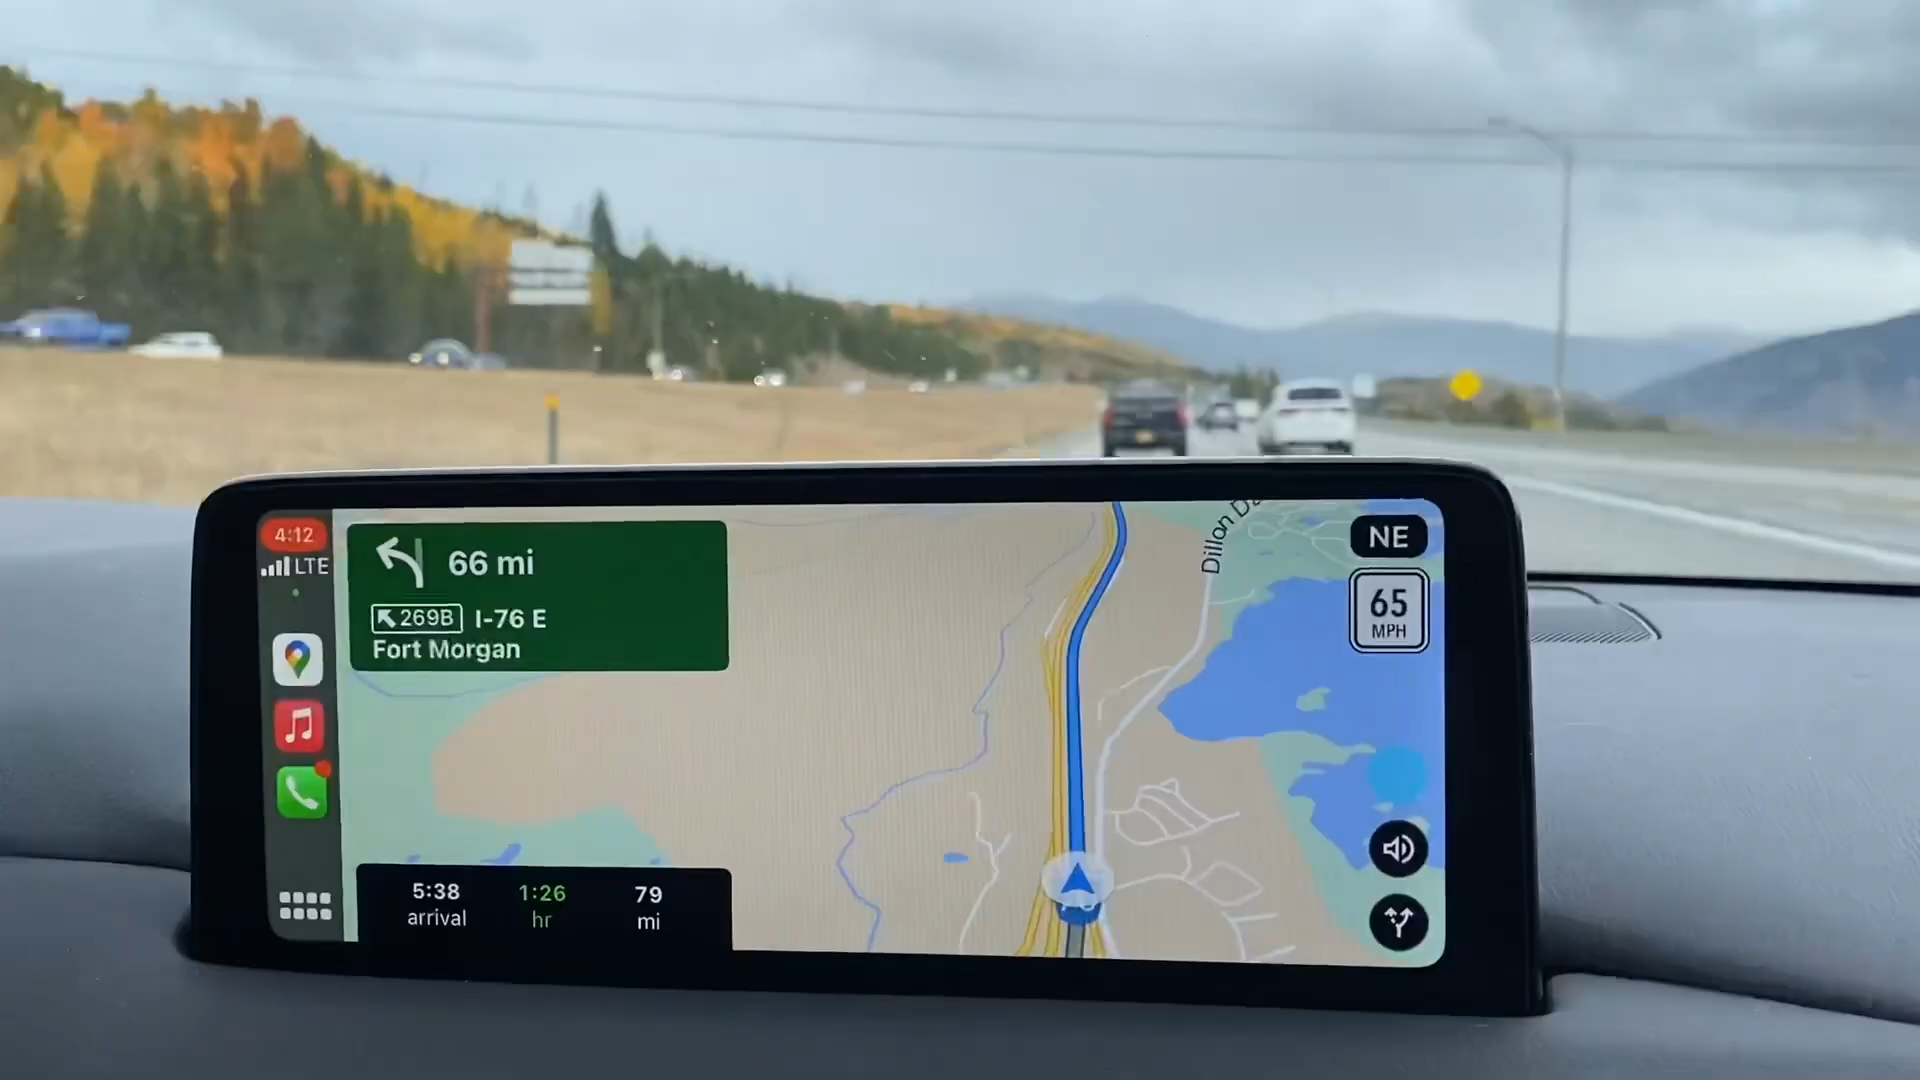 4:12
LTE
66 mi
269B I-76 E
Fort Morgan
5:38
arrival
1:26
hr
79
mi
Dillon Da
NE
65
MPH